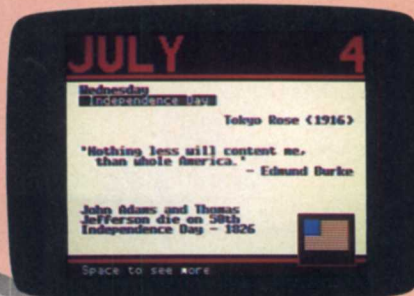 JULY 4
Wednesday
Independence Day
Tokyo Rose (1916)
"Nothing less will content me,
than whole America."
- Edmund Burke
John Adams and Thomas
Jefferson die on 50th
Independence Day - 1826
Space to see more